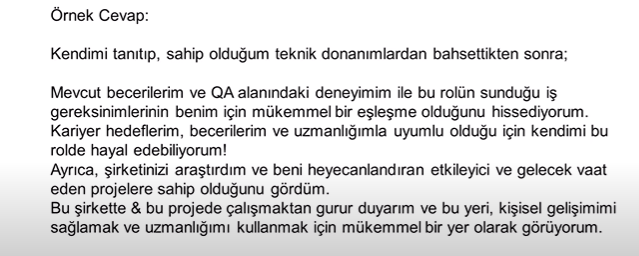 Örnek Cevap:
Kendimi tanıtıp, sahip olduğum teknik donanımlardan bahsettikten sonra;
Mevcut becerilerim ve QA alanındaki deneyimim ile bu rolün sunduğu iş
gereksinimlerinin benim için mükemmel bir eşleşme olduğunu hissediyorum.
Kariyer hedeflerim, becerilerim ve uzmanlığımla uyumlu olduğu için kendimi bu
rolde hayal edebiliyorum!
Ayrıca, şirketinizi araştırdım ve beni heyecanlandıran etkileyici ve gelecek vaat
eden projelere sahip olduğunu gördüm.
Bu şirkette & bu projede çalışmaktan gurur duyarım ve bu yeri, kişisel gelişimimi
sağlamak ve uzmanlığımı kullanmak için mükemmel bir yer olarak görüyorum.